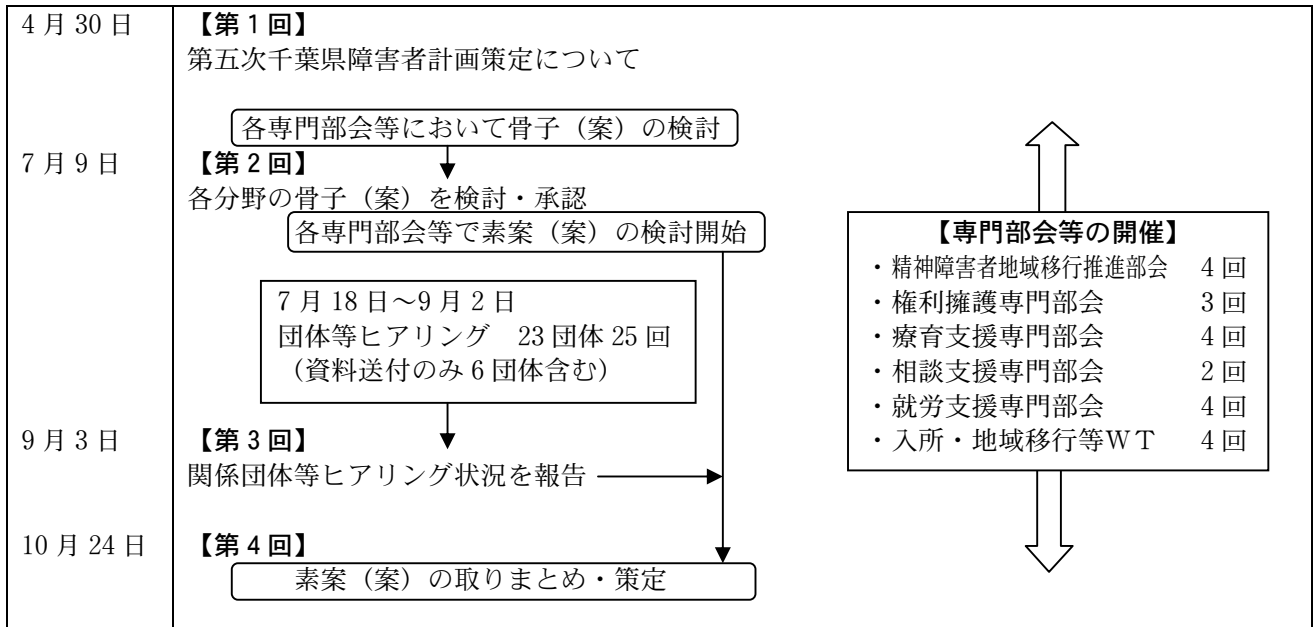 4月30日
【第1回】
第五次千葉県障害者計画策定について
各専門部会等において骨子（案）の検討
7月9日
【第2回】
各分野の骨子（案）を検討・承認
各専門部会等で素案（案）の検討開始
7月18日～9月2日
団体等ヒアリング　23団体25回
（資料送付のみ6団体含む）
9月3日
【第3回】
関係団体等ヒアリング状況を報告
10月24日
【第4回】
素案（案）の取りまとめ・策定
【専門部会等の開催】
・精神障害者地域移行推進部会　4回
・権利擁護専門部会　3回
・療育支援専門部会　4回
・相談支援専門部会　2回
・就労支援専門部会　4回
・入所・地域移行等ＷＴ　4回